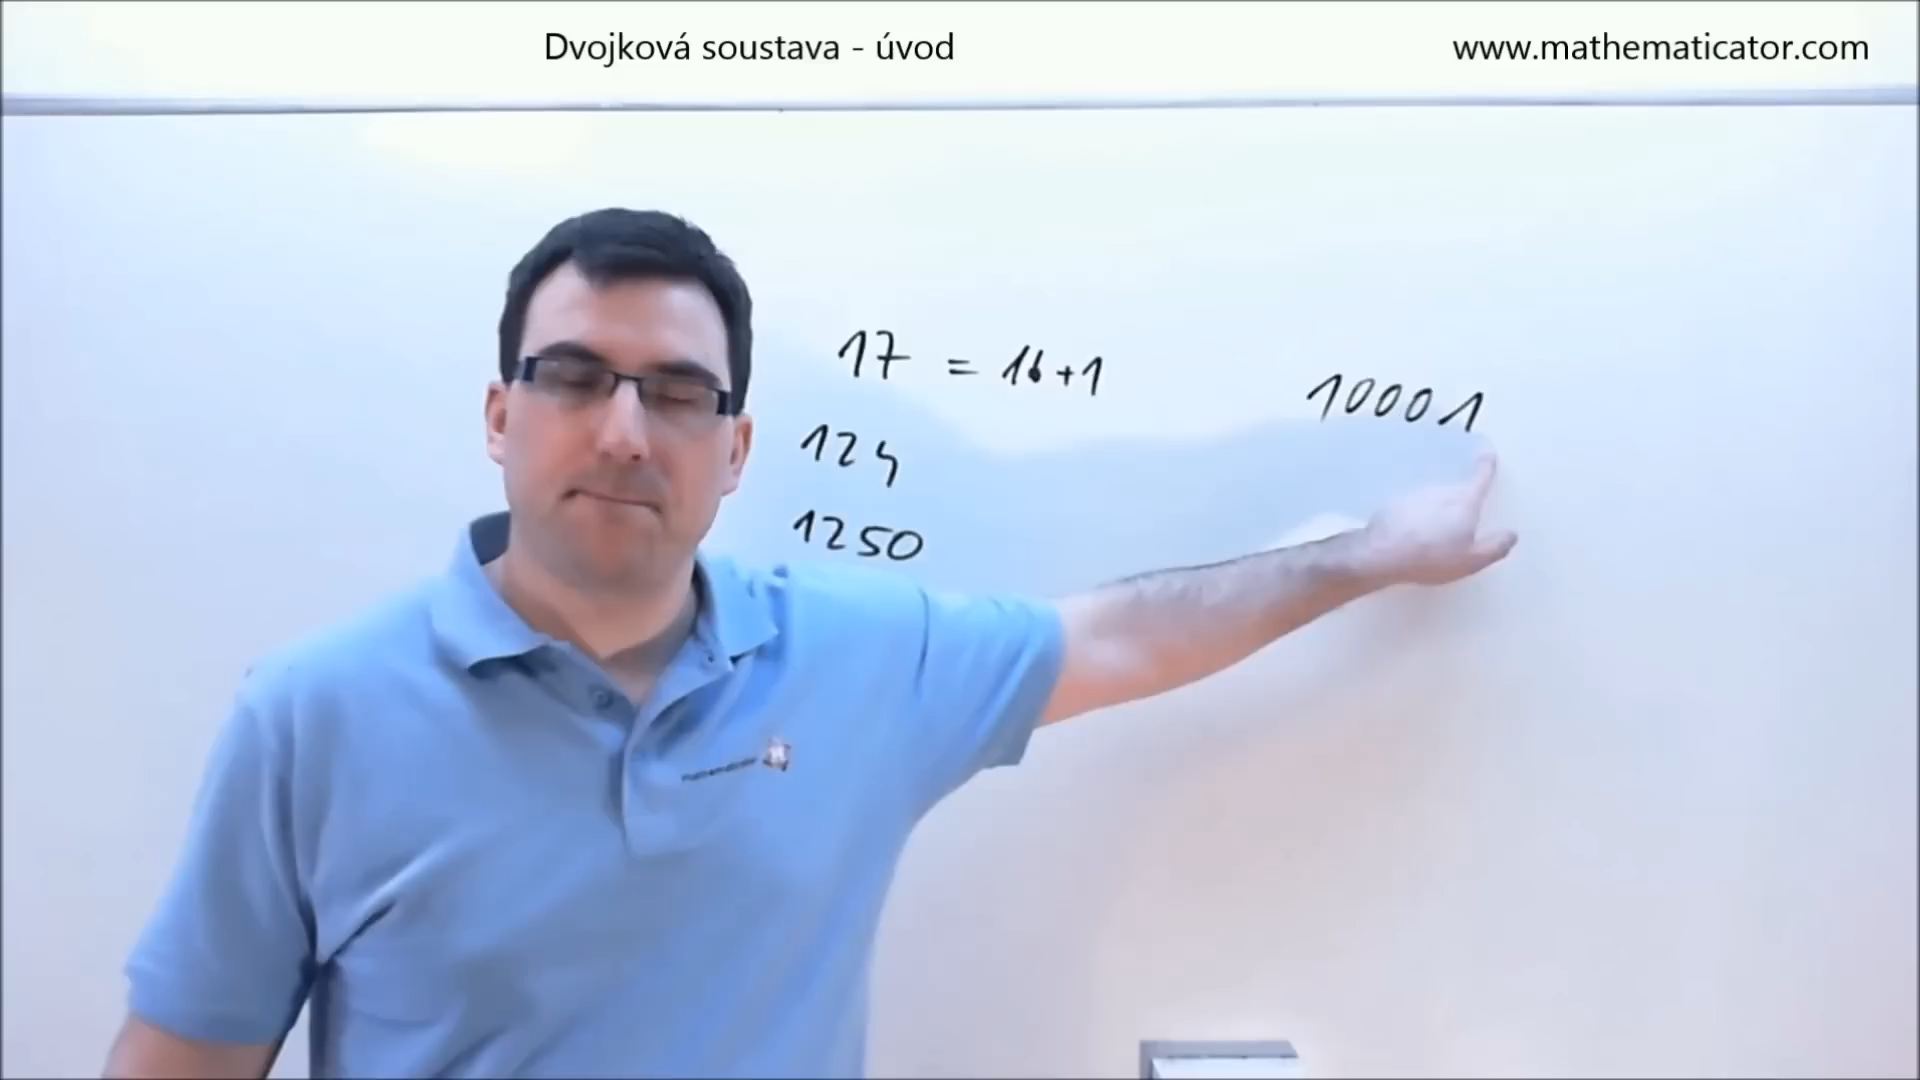 Dvojková soustava - úvod
www.mathematicator.com
17 = 16+1
10001
124
1250